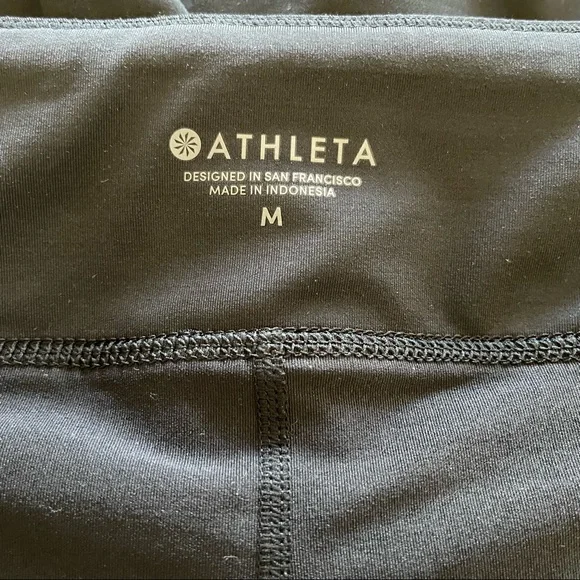 ATHLETA
DESIGNED IN SAN FRANCISCO
MADE IN INDONESIA
M